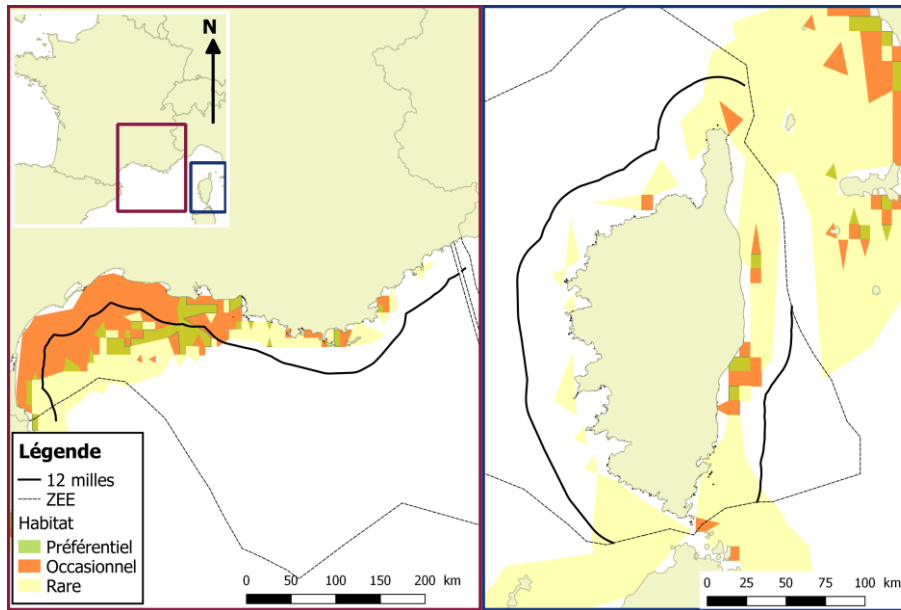 N
Légende
12 milles
ZEE
Habitat
Préférentiel
Occasionnel
Rare
0 50 100 150 200 km
0 25 50 75 100 km